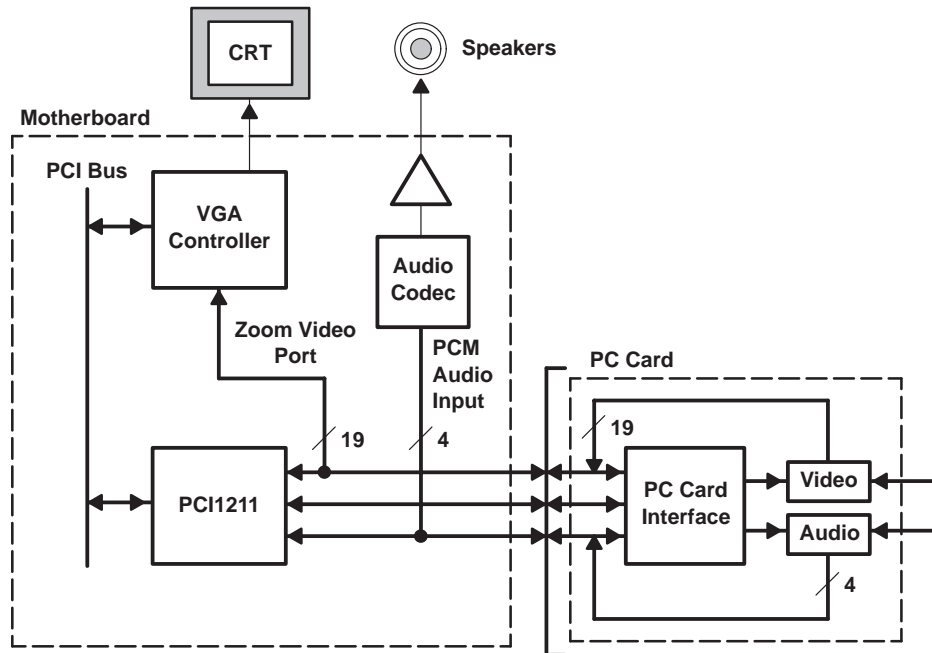 CRT
Speakers
Motherboard
PCI Bus
VGA
Controller
Audio
Codec
Zoom Video
Port
PCM
Audio
Input
PC Card
19
4
19
PCI1211
PC Card
Interface
Video
Audio
4